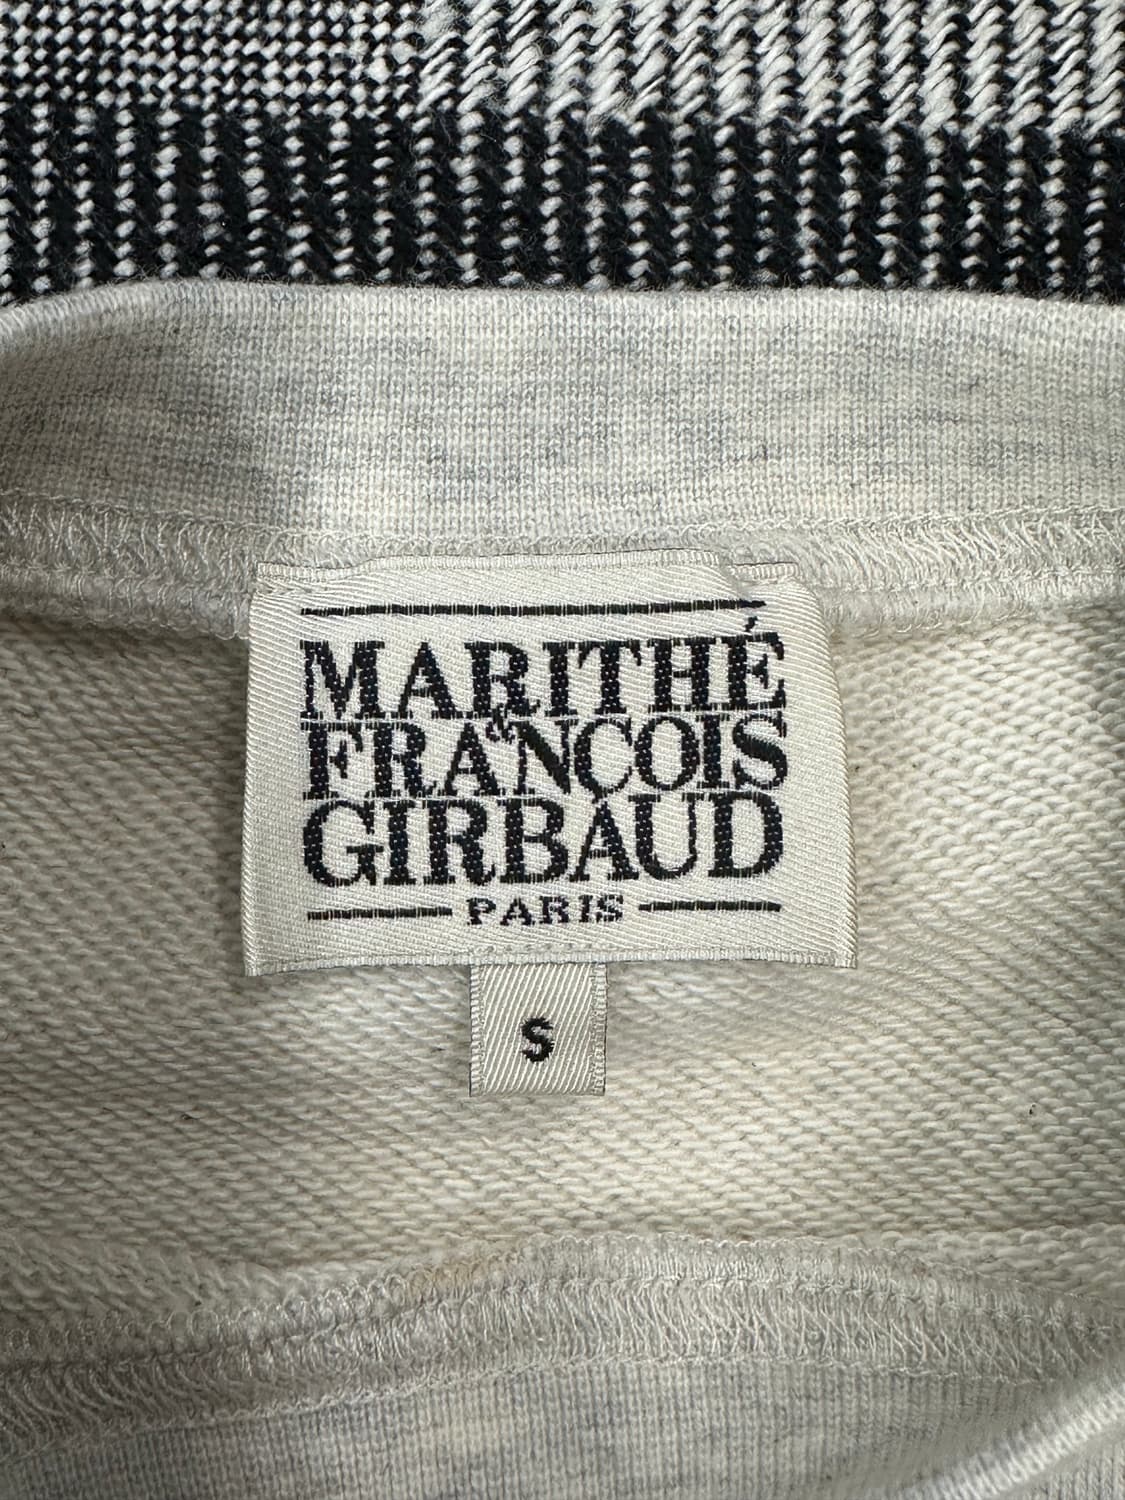 MARITHÉ
&
FRANÇOIS
GIRBAUD
PARIS
S